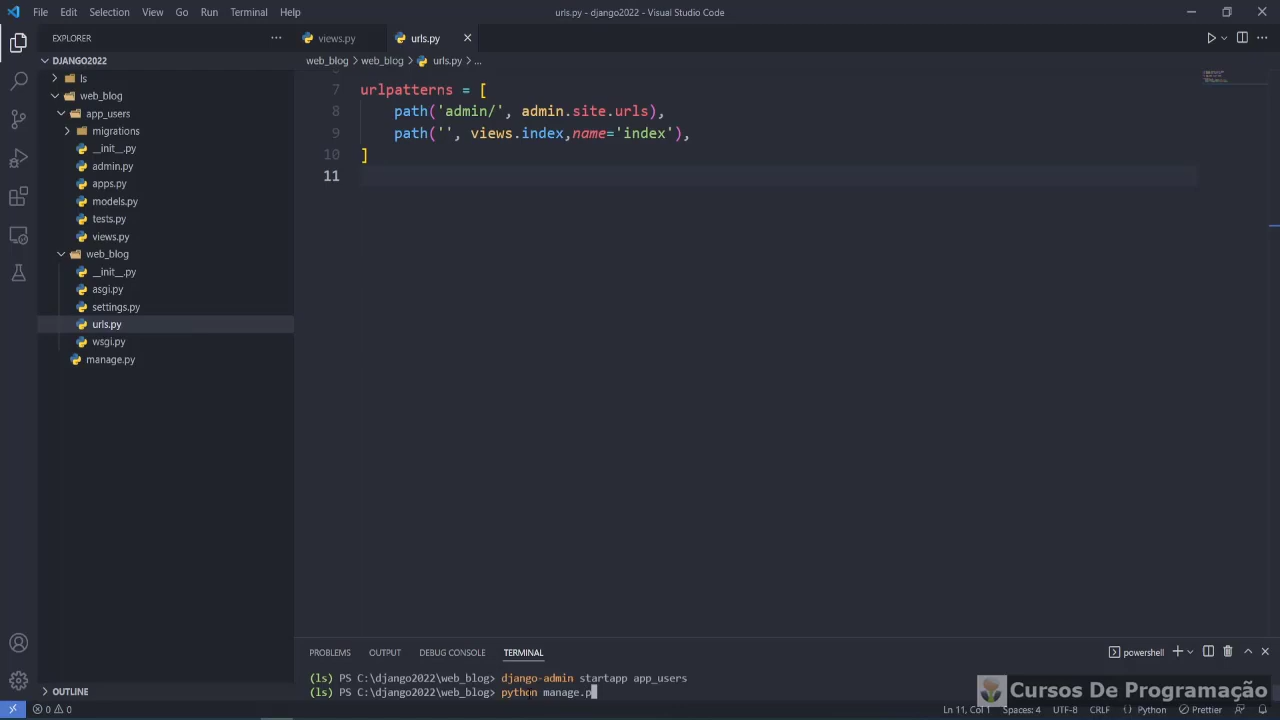 File Edit Selection View Go Run Terminal Help
urls.py - django2022 - Visual Studio Code
EXPLORER
DJANGO2022
ls
web_blog
app_users
migrations
__init__.py
admin.py
apps.py
models.py
tests.py
views.py
web_blog
__init__.py
asgi.py
settings.py
urls.py
wsgi.py
manage.py
OUTLINE
views.py
urls.py
web_blog > web_blog > urls.py > ...
7 urlpatterns = [
8 path('admin/', admin.site.urls),
9 path('', views.index,name='index'),
10 ]
11
PROBLEMS OUTPUT DEBUG CONSOLE TERMINAL
powershell
(ls) PS C:\django2022\web_blog> django-admin startapp app_users
(ls) PS C:\django2022\web_blog> python manage.p
Cursos De Programação
0 0
Ln 11, Col 1 Spaces: 4 UTF-8 CRLF Python Prettier